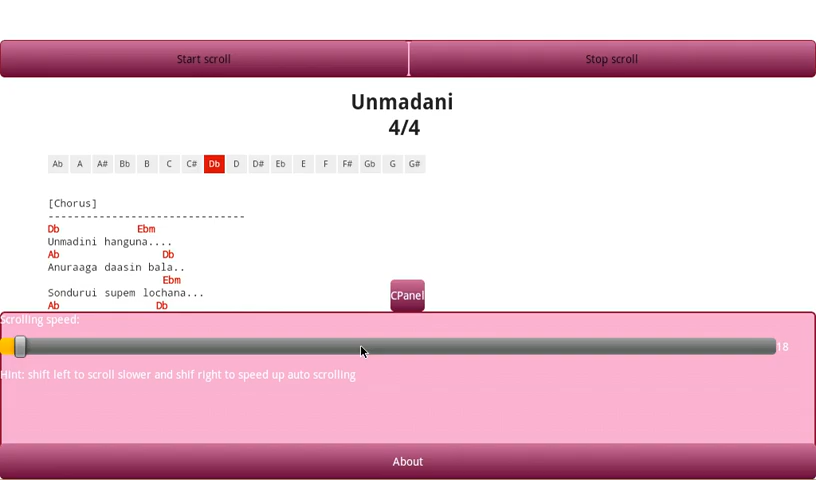 Start scroll Stop scroll
Unmadani
4/4
Ab A A# Bb B C C# Db D D# Eb E F F# Gb G G#
[Chorus]
-------------------------------
Db Ebm
Unmadini hanguna....
Ab Db
Anuraaga daasin bala..
Ebm
Sondurui supem lochana...
Ab Db
CPanel
Scrolling speed:
18
Hint: shift left to scroll slower and shif right to speed up auto scrolling
About